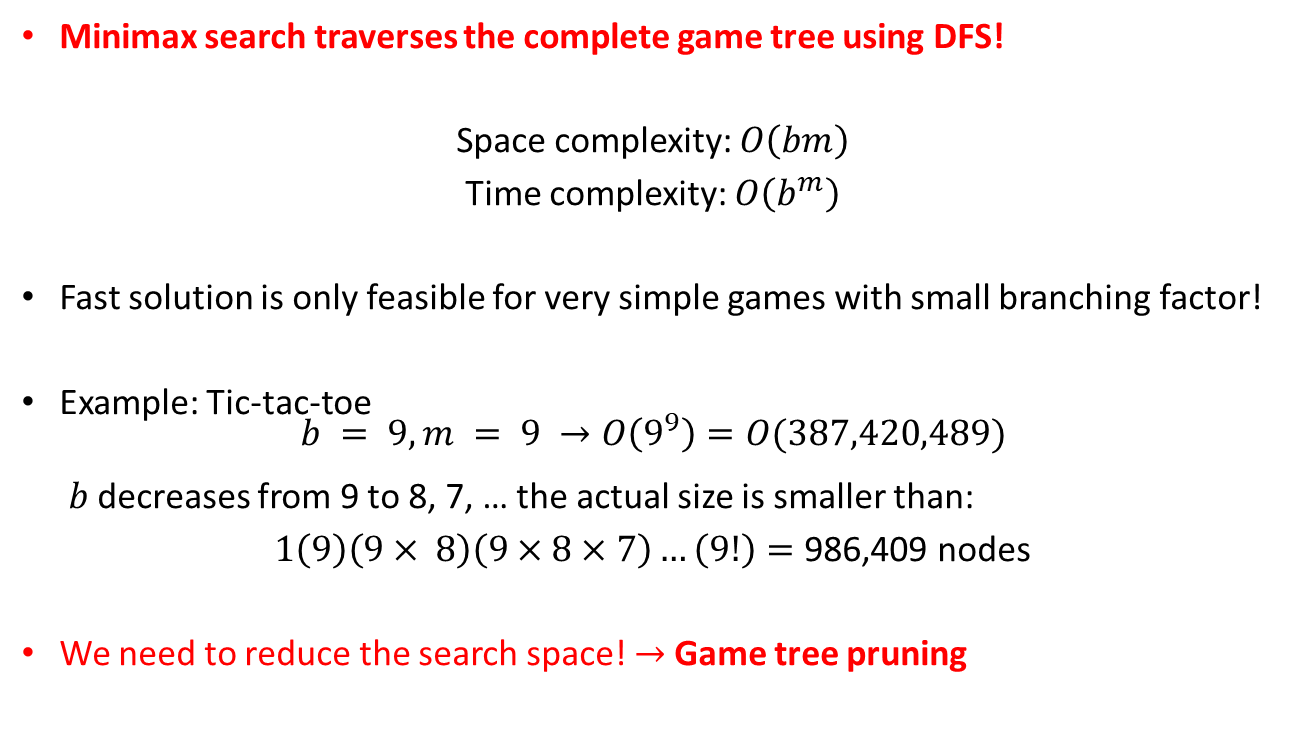 • Minimax search traverses the complete game tree using DFS!
Space complexity: 𝑂(𝑏𝑚)
Time complexity: 𝑂(𝑏^𝑚)
• Fast solution is only feasible for very simple games with small branching factor!
• Example: Tic-tac-toe
𝑏 = 9, 𝑚 = 9 → 𝑂(9^9) = 𝑂(387,420,489)
𝑏 decreases from 9 to 8, 7, … the actual size is smaller than:
1(9)(9 × 8)(9 × 8 × 7) … (9!) = 986,409 nodes
• We need to reduce the search space! → Game tree pruning